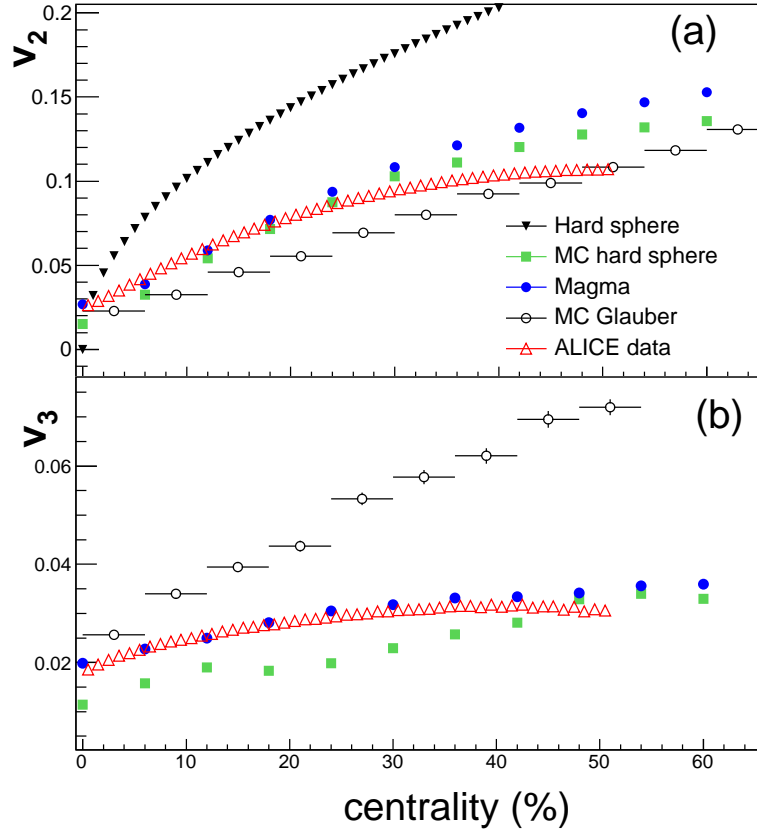 0.2
v2
(a)
0.15
0.1
0.05
0
Hard sphere
MC hard sphere
Magma
MC Glauber
ALICE data
v3
(b)
0.06
0.04
0.02
0 10 20 30 40 50 60
centrality (%)